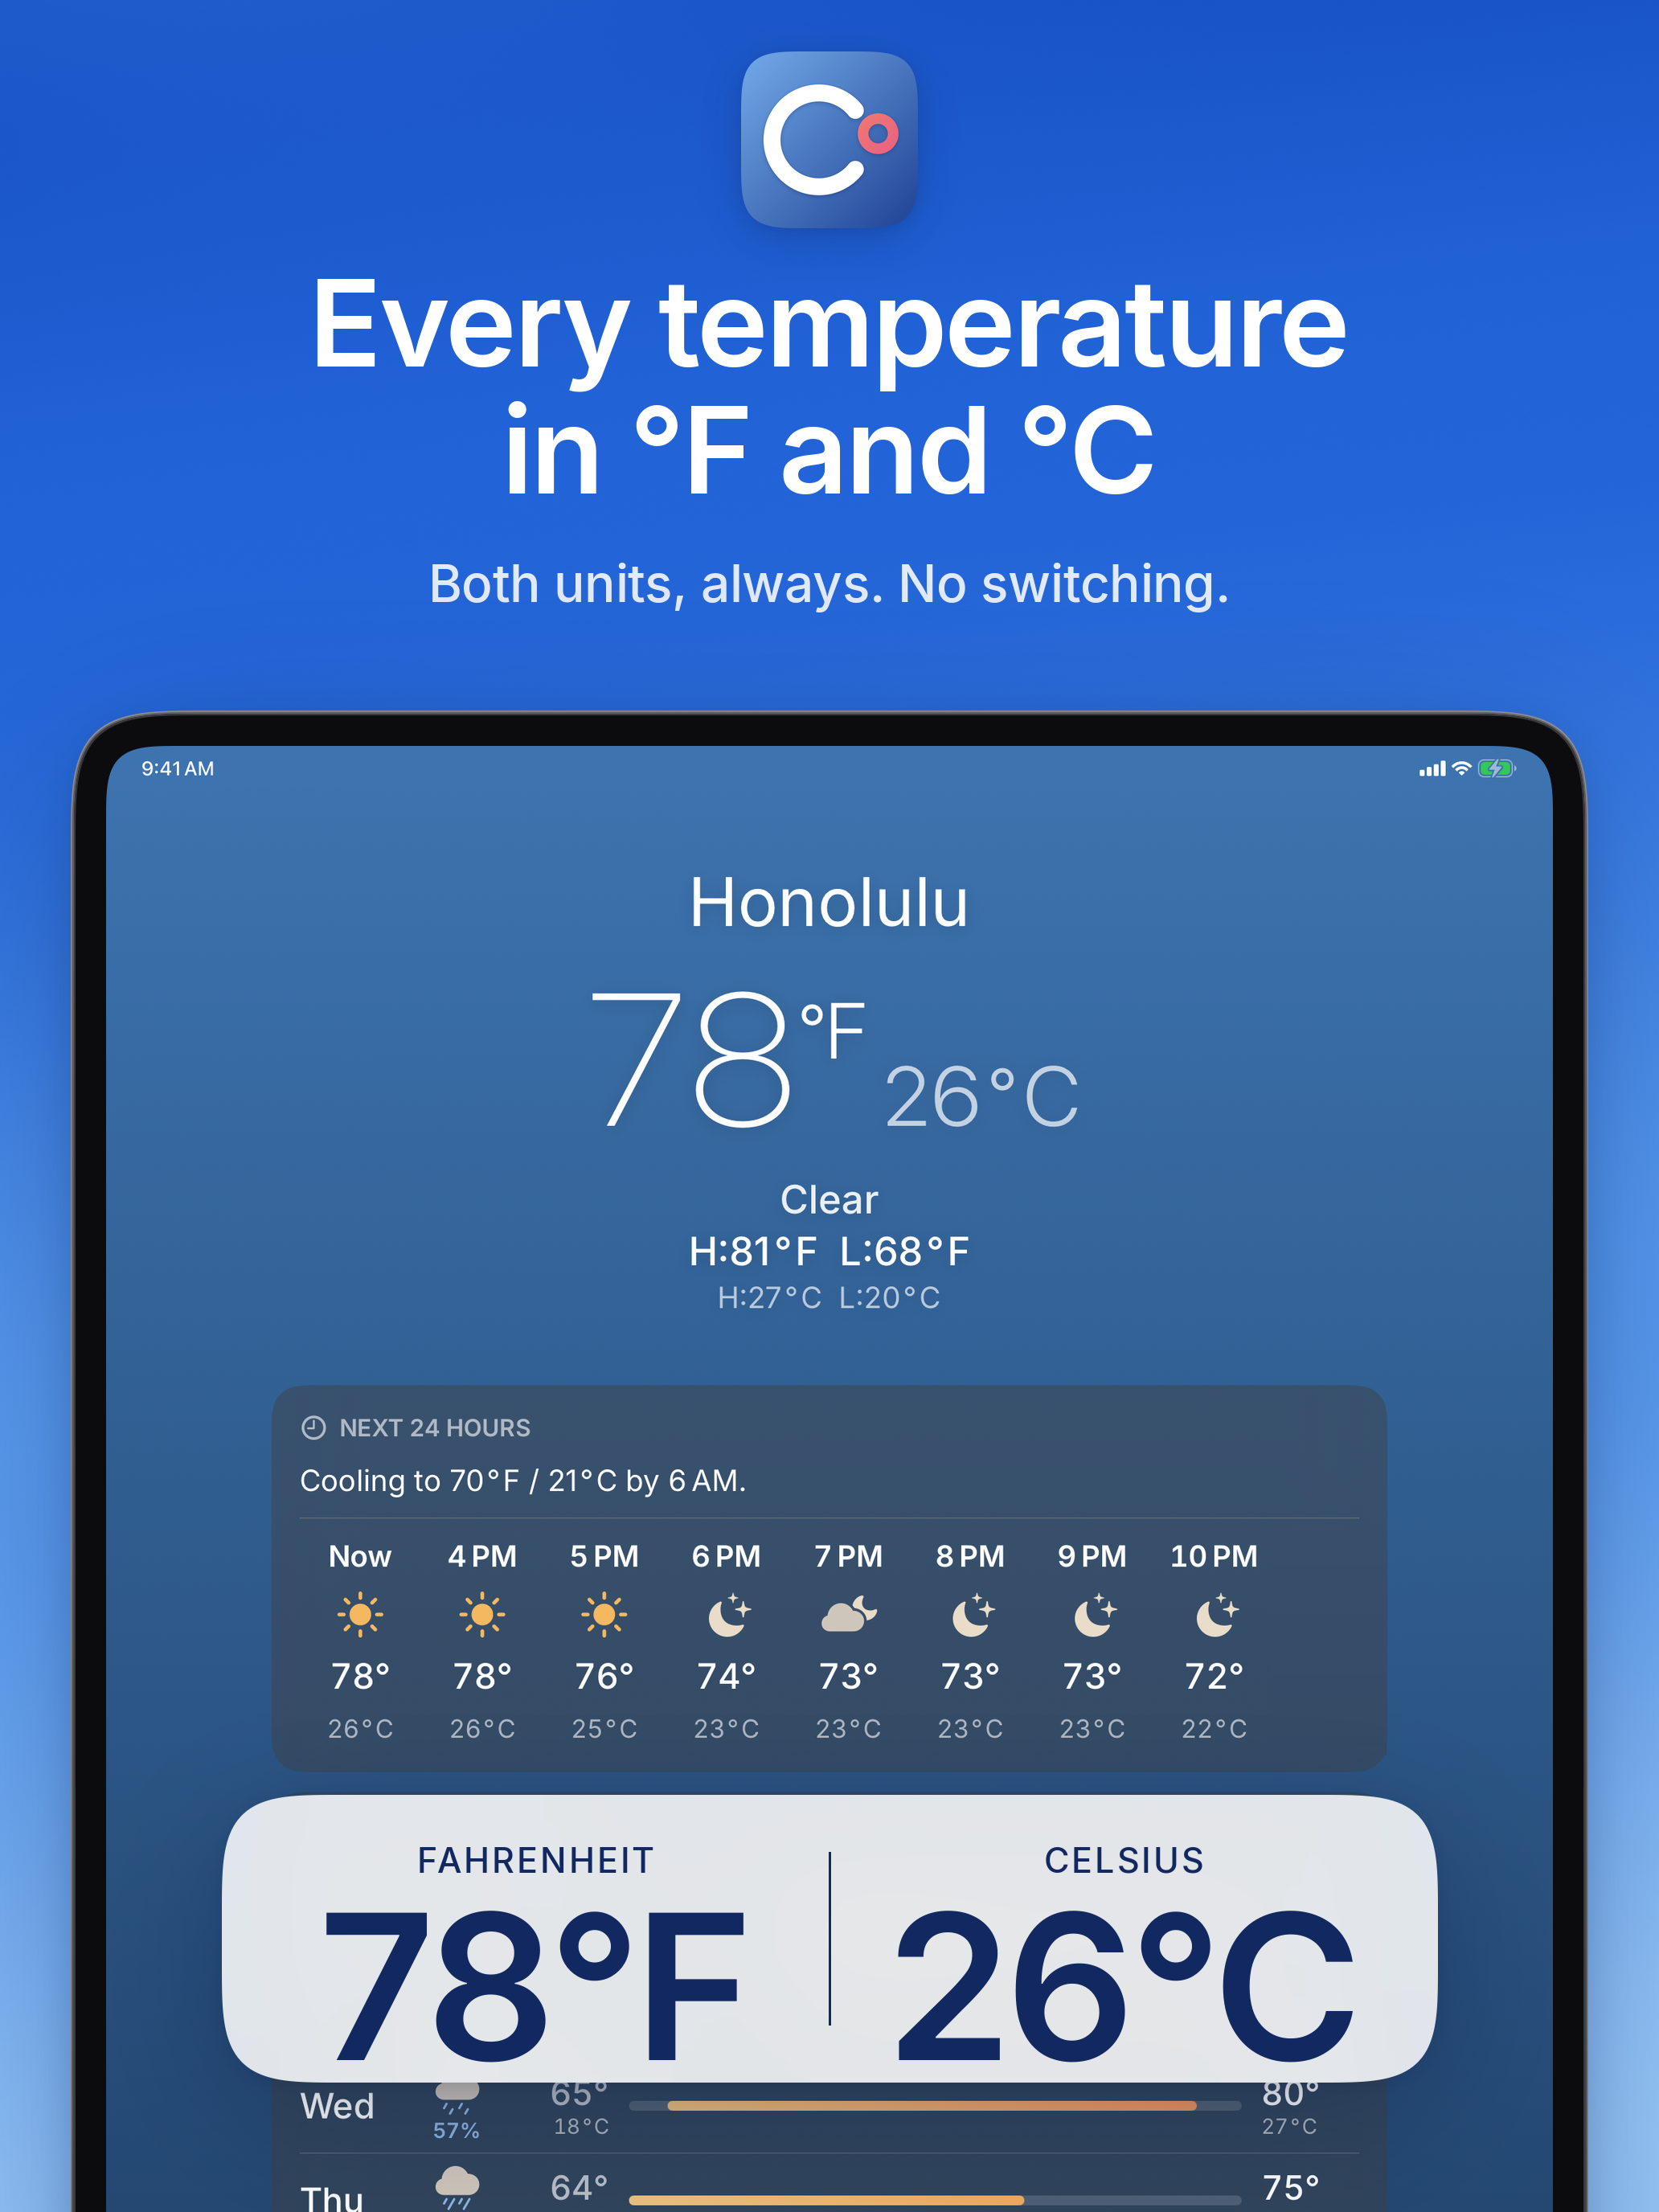 Every temperature
in °F and °C
Both units, always. No switching.
9:41 AM
Honolulu
78°F 26°C
Clear
H:81°F L:68°F
H:27°C L:20°C
NEXT 24 HOURS
Cooling to 70°F / 21°C by 6 AM.
Now 4 PM 5 PM 6 PM 7 PM 8 PM 9 PM 10 PM
78° 78° 76° 74° 73° 73° 73° 72°
26°C 26°C 25°C 23°C 23°C 23°C 23°C 22°C
FAHRENHEIT CELSIUS
78°F 26°C
Wed 65° 80°
57% 18°C 27°C
Thu 64° 75°